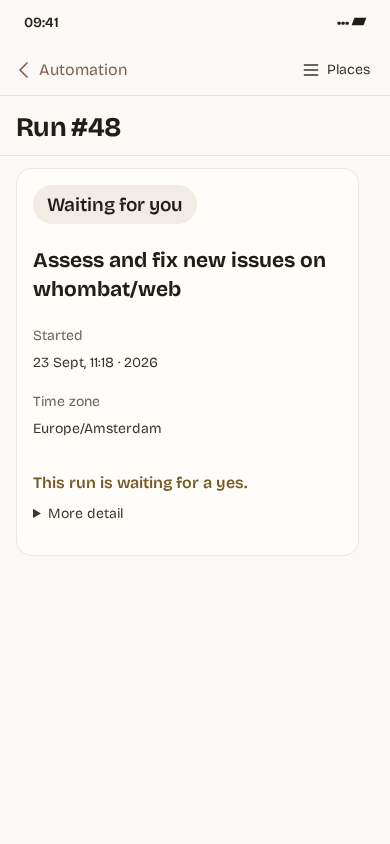 09:41
Automation
Places
Run #48
Waiting for you
Assess and fix new issues on
whombat/web
Started
23 Sept, 11:18 · 2026
Time zone
Europe/Amsterdam
This run is waiting for a yes.
More detail